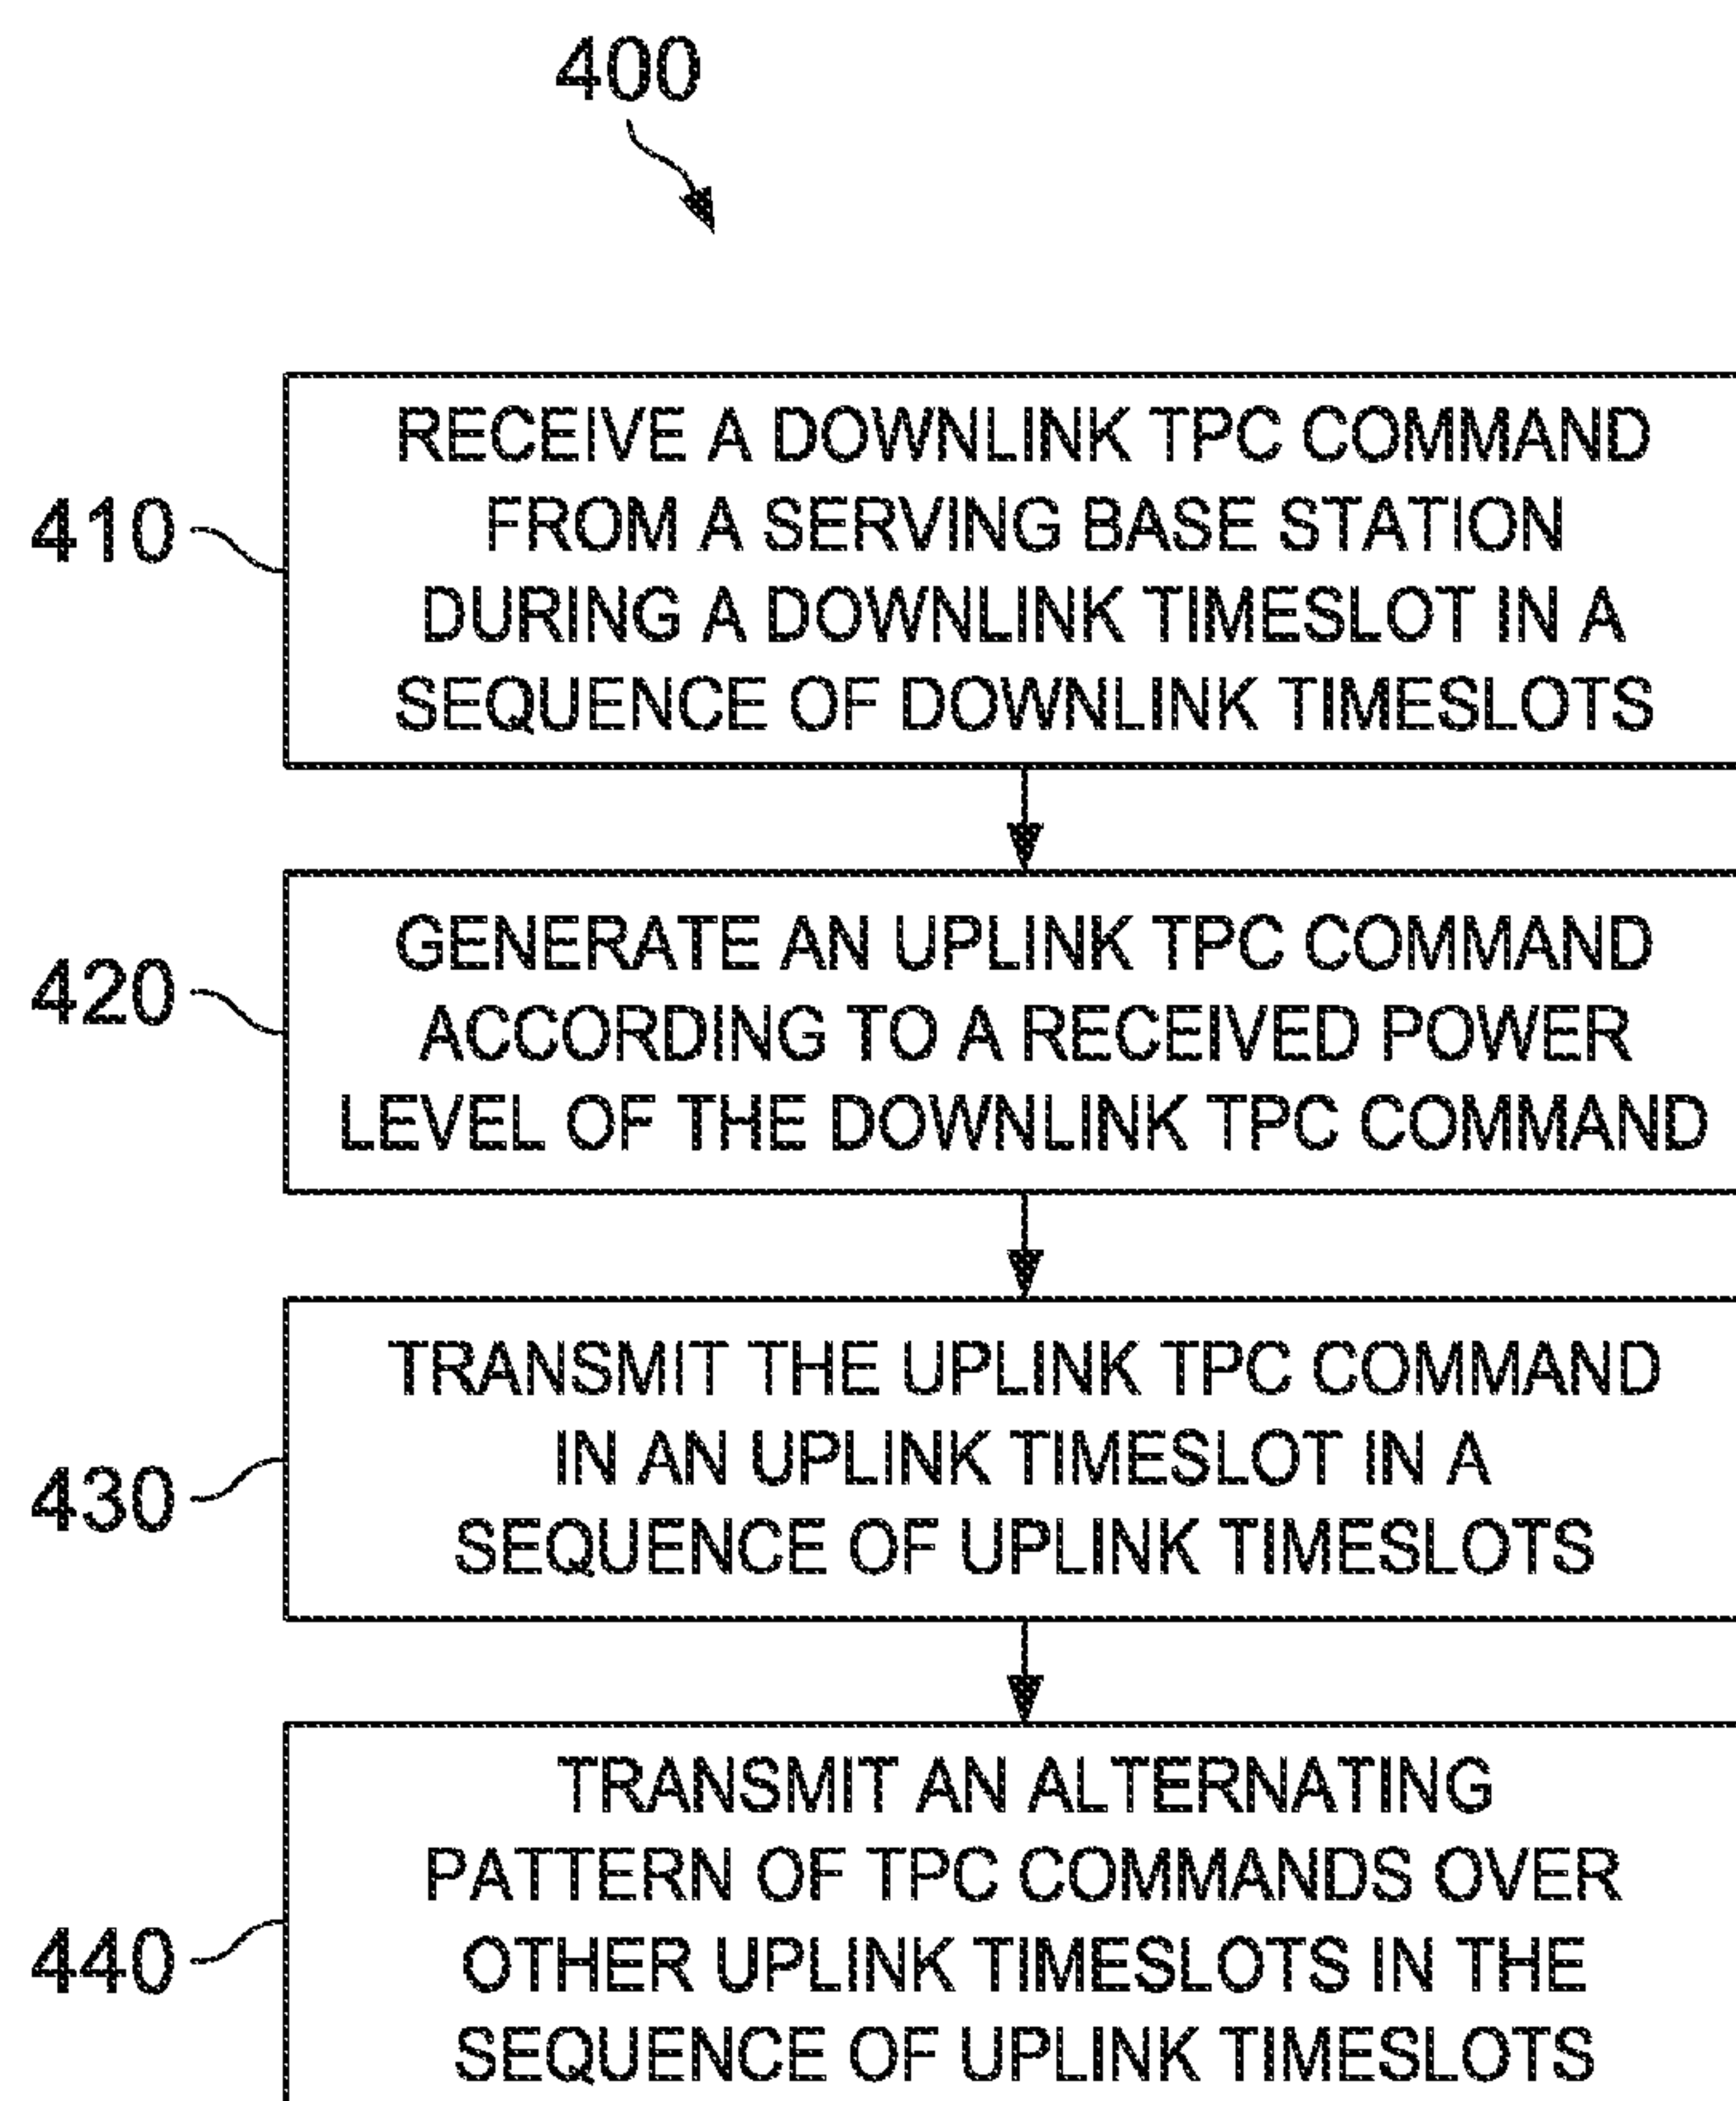 400
410
RECEIVE A DOWNLINK TPC COMMAND
FROM A SERVING BASE STATION
DURING A DOWNLINK TIMESLOT IN A
SEQUENCE OF DOWNLINK TIMESLOTS
420
GENERATE AN UPLINK TPC COMMAND
ACCORDING TO A RECEIVED POWER
LEVEL OF THE DOWNLINK TPC COMMAND
430
TRANSMIT THE UPLINK TPC COMMAND
IN AN UPLINK TIMESLOT IN A
SEQUENCE OF UPLINK TIMESLOTS
440
TRANSMIT AN ALTERNATING
PATTERN OF TPC COMMANDS OVER
OTHER UPLINK TIMESLOTS IN THE
SEQUENCE OF UPLINK TIMESLOTS